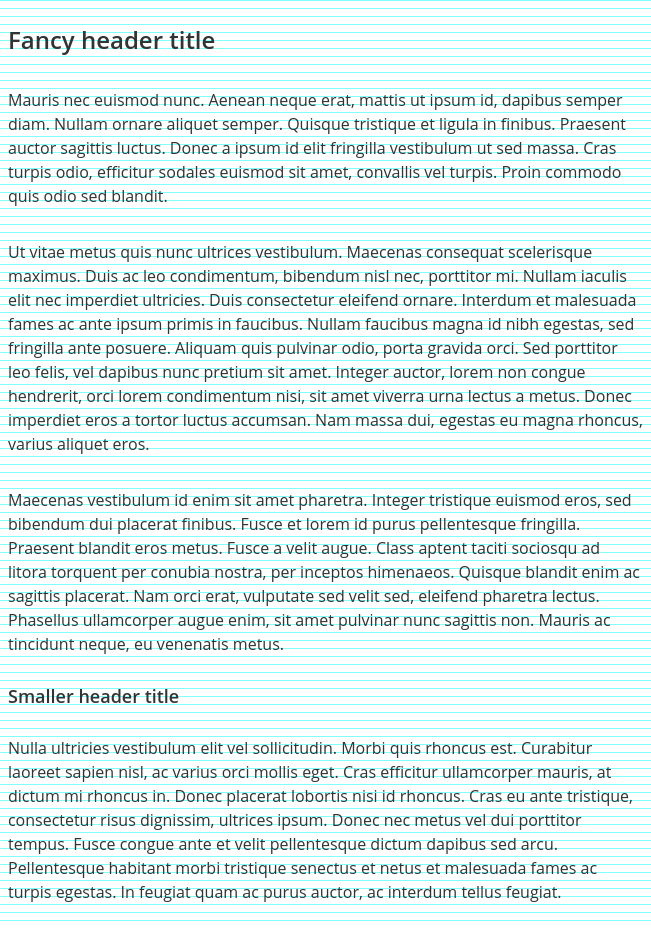 Fancy header title
Mauris nec euismod nunc. Aenean neque erat, mattis ut ipsum id, dapibus semper
diam. Nullam ornare aliquet semper. Quisque tristique et ligula in finibus. Praesent
auctor sagittis luctus. Donec a ipsum id elit fringilla vestibulum ut sed massa. Cras
turpis odio, efficitur sodales euismod sit amet, convallis vel turpis. Proin commodo
quis odio sed blandit.
Ut vitae metus quis nunc ultrices vestibulum. Maecenas consequat scelerisque
maximus. Duis ac leo condimentum, bibendum nisl nec, porttitor mi. Nullam iaculis
elit nec imperdiet ultricies. Duis consectetur eleifend ornare. Interdum et malesuada
fames ac ante ipsum primis in faucibus. Nullam faucibus magna id nibh egestas, sed
fringilla ante posuere. Aliquam quis pulvinar odio, porta gravida orci. Sed porttitor
leo felis, vel dapibus nunc pretium sit amet. Integer auctor, lorem non congue
hendrerit, orci lorem condimentum nisi, sit amet viverra urna lectus a metus. Donec
imperdiet eros a tortor luctus accumsan. Nam massa dui, egestas eu magna rhoncus,
varius aliquet eros.
Maecenas vestibulum id enim sit amet pharetra. Integer tristique euismod eros, sed
bibendum dui placerat finibus. Fusce et lorem id purus pellentesque fringilla.
Praesent blandit eros metus. Fusce a velit augue. Class aptent taciti sociosqu ad
litora torquent per conubia nostra, per inceptos himenaeos. Quisque blandit enim ac
sagittis placerat. Nam orci erat, vulputate sed velit sed, eleifend pharetra lectus.
Phasellus ullamcorper augue enim, sit amet pulvinar nunc sagittis non. Mauris ac
tincidunt neque, eu venenatis metus.
Smaller header title
Nulla ultricies vestibulum elit vel sollicitudin. Morbi quis rhoncus est. Curabitur
laoreet sapien nisl, ac varius orci mollis eget. Cras efficitur ullamcorper mauris, at
dictum mi rhoncus in. Donec placerat lobortis nisi id rhoncus. Cras eu ante tristique,
consectetur risus dignissim, ultrices ipsum. Donec nec metus vel dui porttitor
tempus. Fusce congue ante et velit pellentesque dictum dapibus sed arcu.
Pellentesque habitant morbi tristique senectus et netus et malesuada fames ac
turpis egestas. In feugiat quam ac purus auctor, ac interdum tellus feugiat.